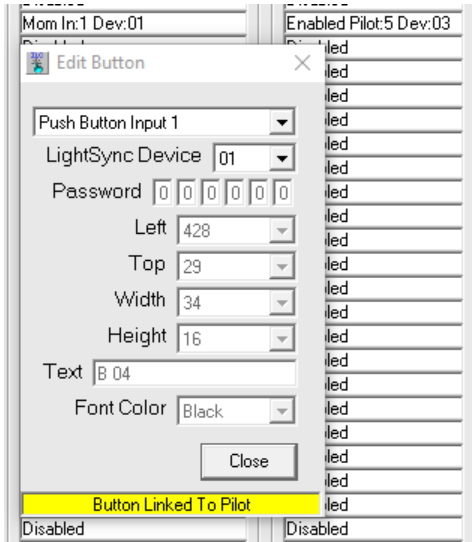 Mom In:1 Dev:01
Enabled Pilot:5 Dev:03
Edit Button
Push Button Input 1
LightSync Device 01
Password 0 0 0 0 0 0
Left 428
Top 29
Width 34
Height 16
Text B 04
Font Color Black
Close
Button Linked To Pilot
Disabled
Disabled